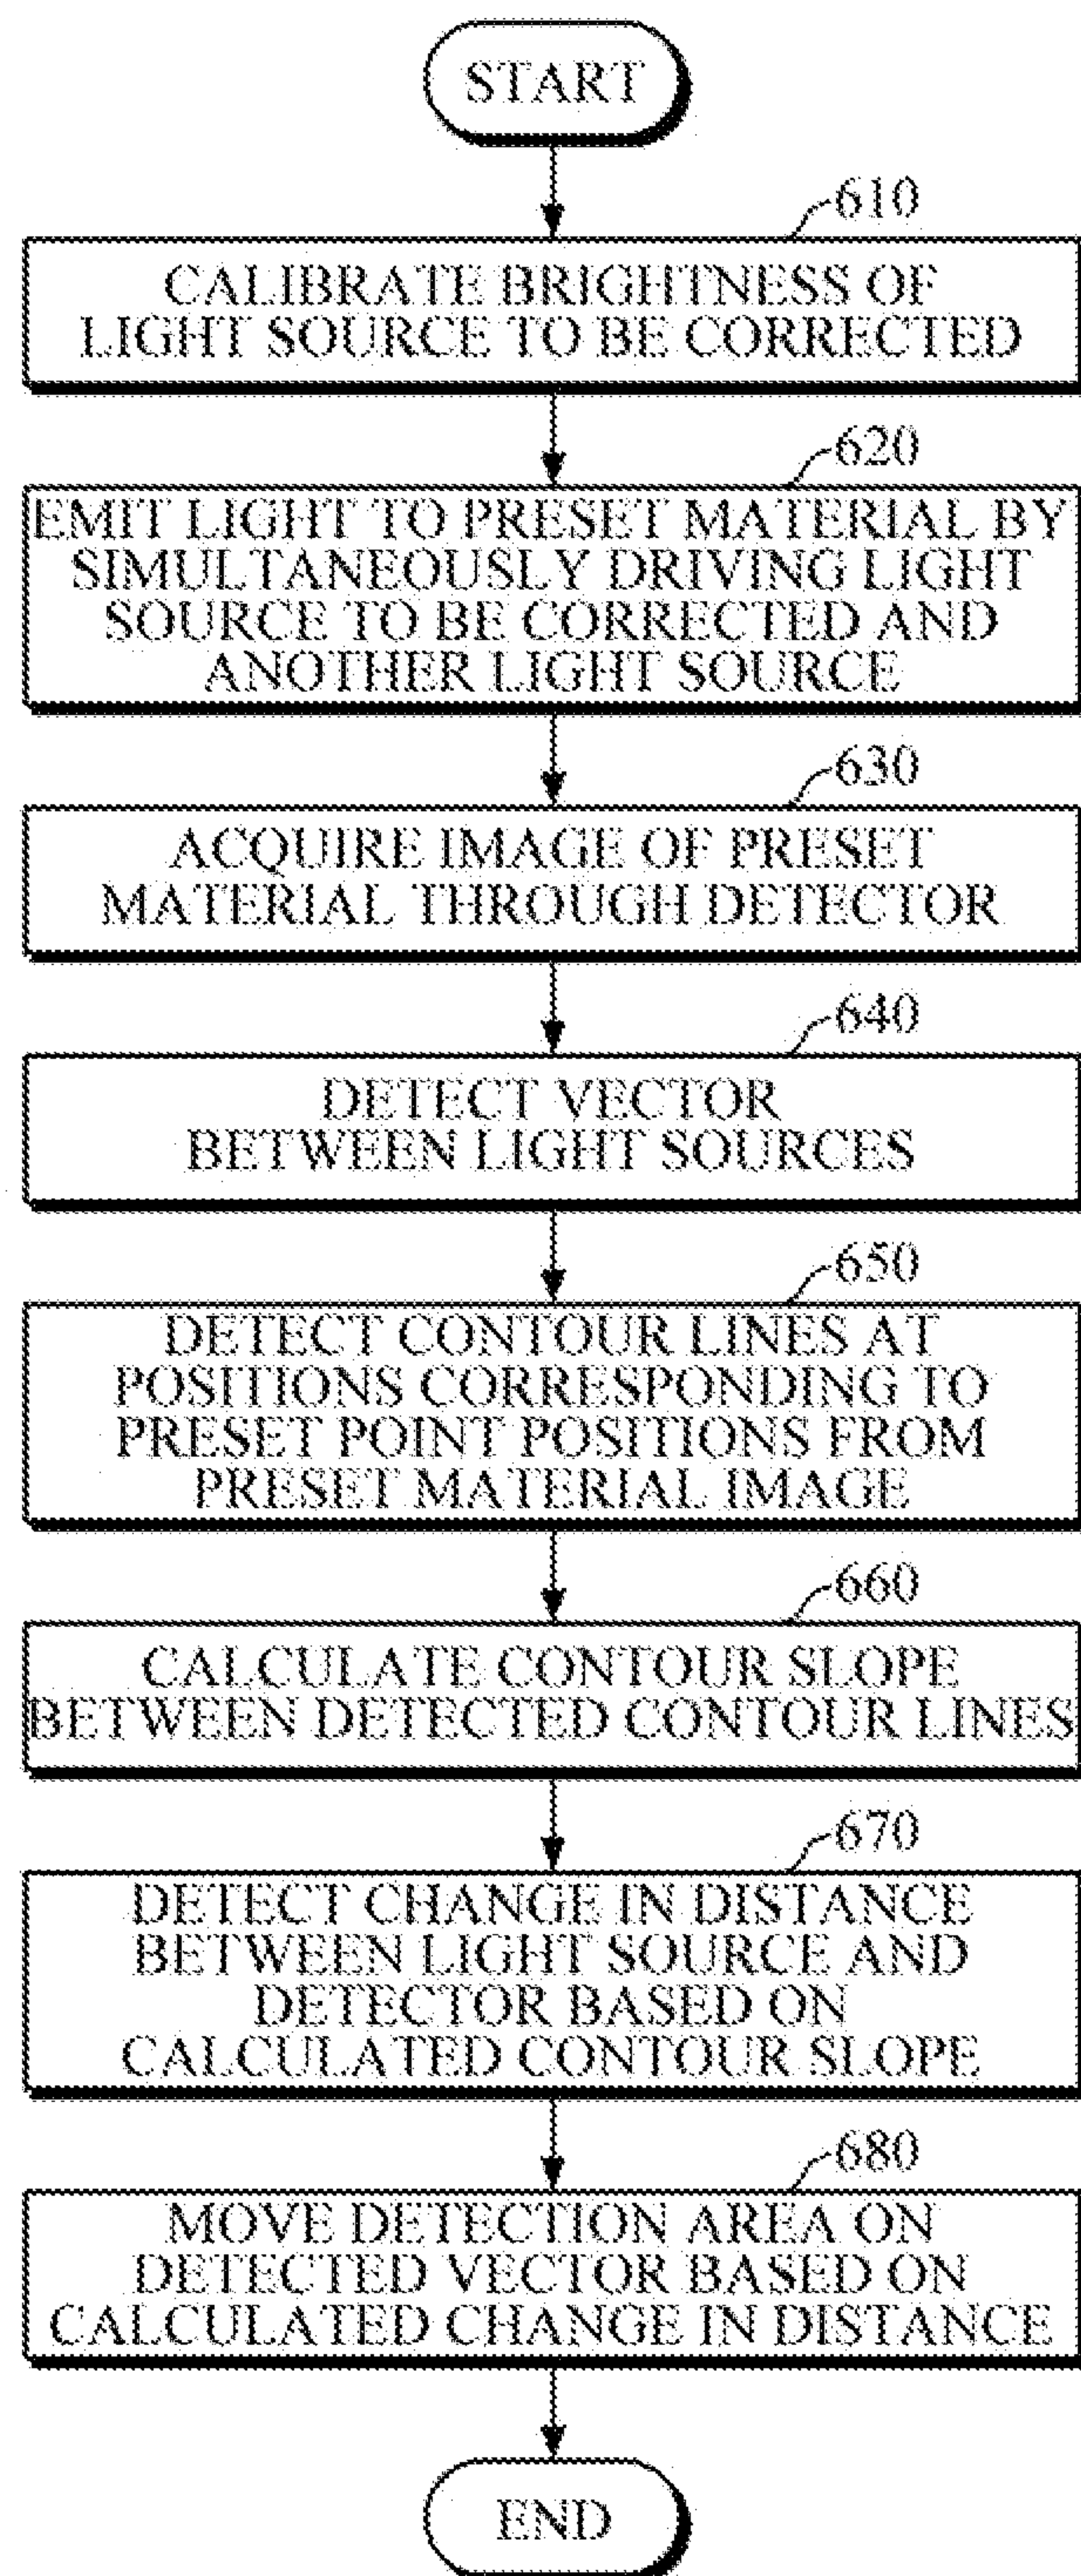 START
610
CALIBRATE BRIGHTNESS OF
LIGHT SOURCE TO BE CORRECTED
620
EMIT LIGHT TO PRESET MATERIAL BY
SIMULTANEOUSLY DRIVING LIGHT
SOURCE TO BE CORRECTED AND
ANOTHER LIGHT SOURCE
630
ACQUIRE IMAGE OF PRESET
MATERIAL THROUGH DETECTOR
640
DETECT VECTOR
BETWEEN LIGHT SOURCES
650
DETECT CONTOUR LINES AT
POSITIONS CORRESPONDING TO
PRESET POINT POSITIONS FROM
PRESET MATERIAL IMAGE
660
CALCULATE CONTOUR SLOPE
BETWEEN DETECTED CONTOUR LINES
670
DETECT CHANGE IN DISTANCE
BETWEEN LIGHT SOURCE AND
DETECTOR BASED ON
CALCULATED CONTOUR SLOPE
680
MOVE DETECTION AREA ON
DETECTED VECTOR BASED ON
CALCULATED CHANGE IN DISTANCE
END